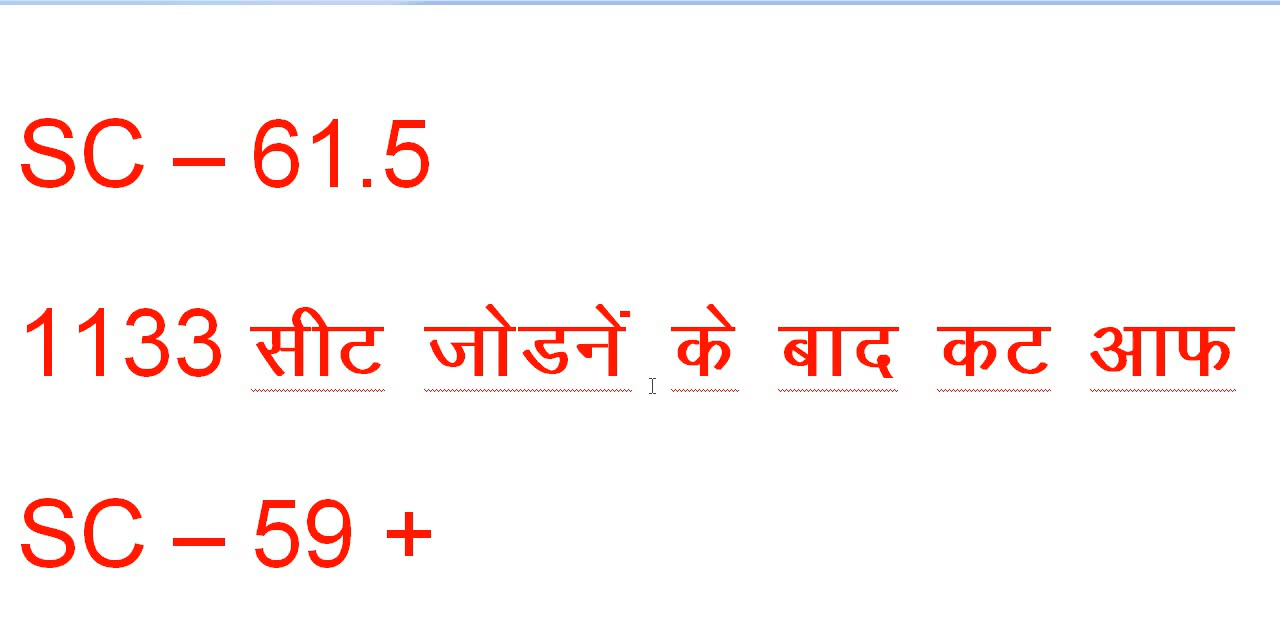 SC – 61.5
1133 सीट जोडनें के बाद कट आफ
SC – 59 +